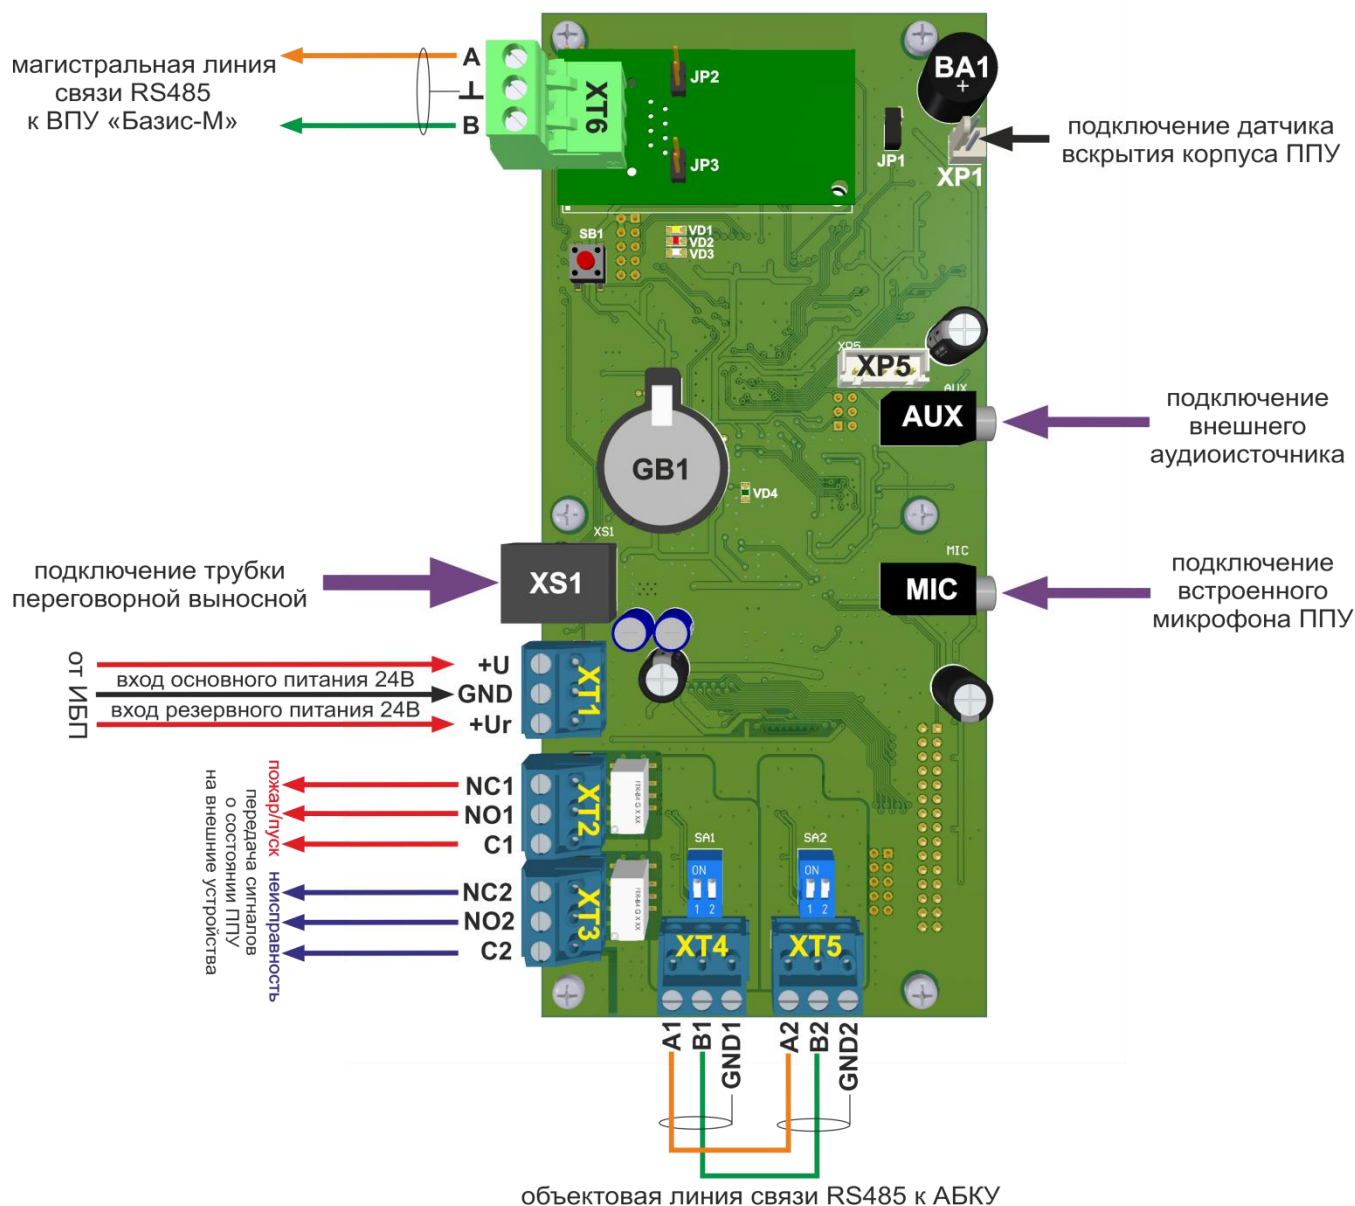 магистральная линия
связи RS485
к ВПУ «Базис-М»
A
⊥
B
XT6
JP2
JP3
BA1
+
JP1
XP1
подключение датчика
вскрытия корпуса ППУ
SB1
VD1
VD2
VD3
XP5
XP5
AUX
AUX
подключение
внешнего
аудиоисточника
GB1
VD4
XS1
XS1
подключение трубки
переговорной выносной
MIC
MIC
подключение
встроенного
микрофона ППУ
от ИБП
+U
вход основного питания 24В
GND
вход резервного питания 24В
+Ur
XT1
пожар/пуск
неисправность
передача сигналов
о состоянии ППУ
на внешние устройства
NC1
NO1
C1
XT2
NC2
NO2
C2
XT3
SA1
ON
1 2
XT4
SA2
ON
1 2
XT5
A1
B1
GND1
A2
B2
GND2
объектовая линия связи RS485 к АБКУ